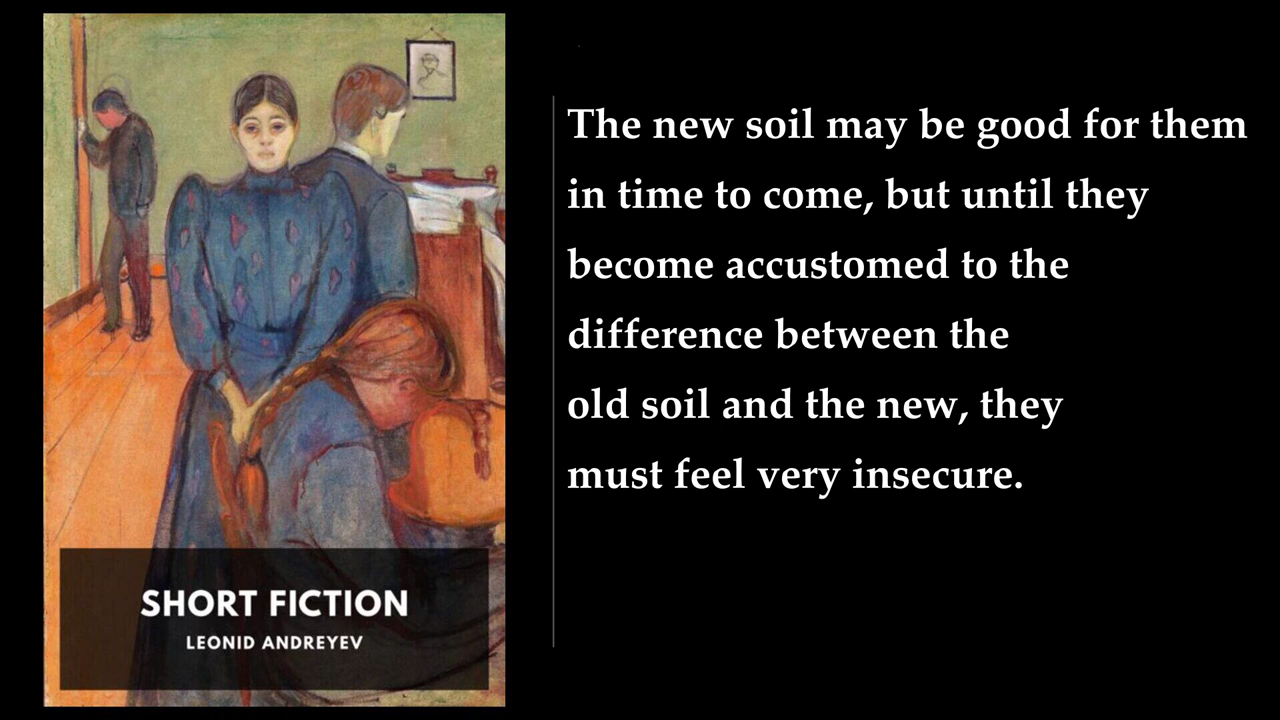 The new soil may be good for them
in time to come, but until they
become accustomed to the
difference between the
old soil and the new, they
must feel very insecure.
SHORT FICTION
LEONID ANDREYEV